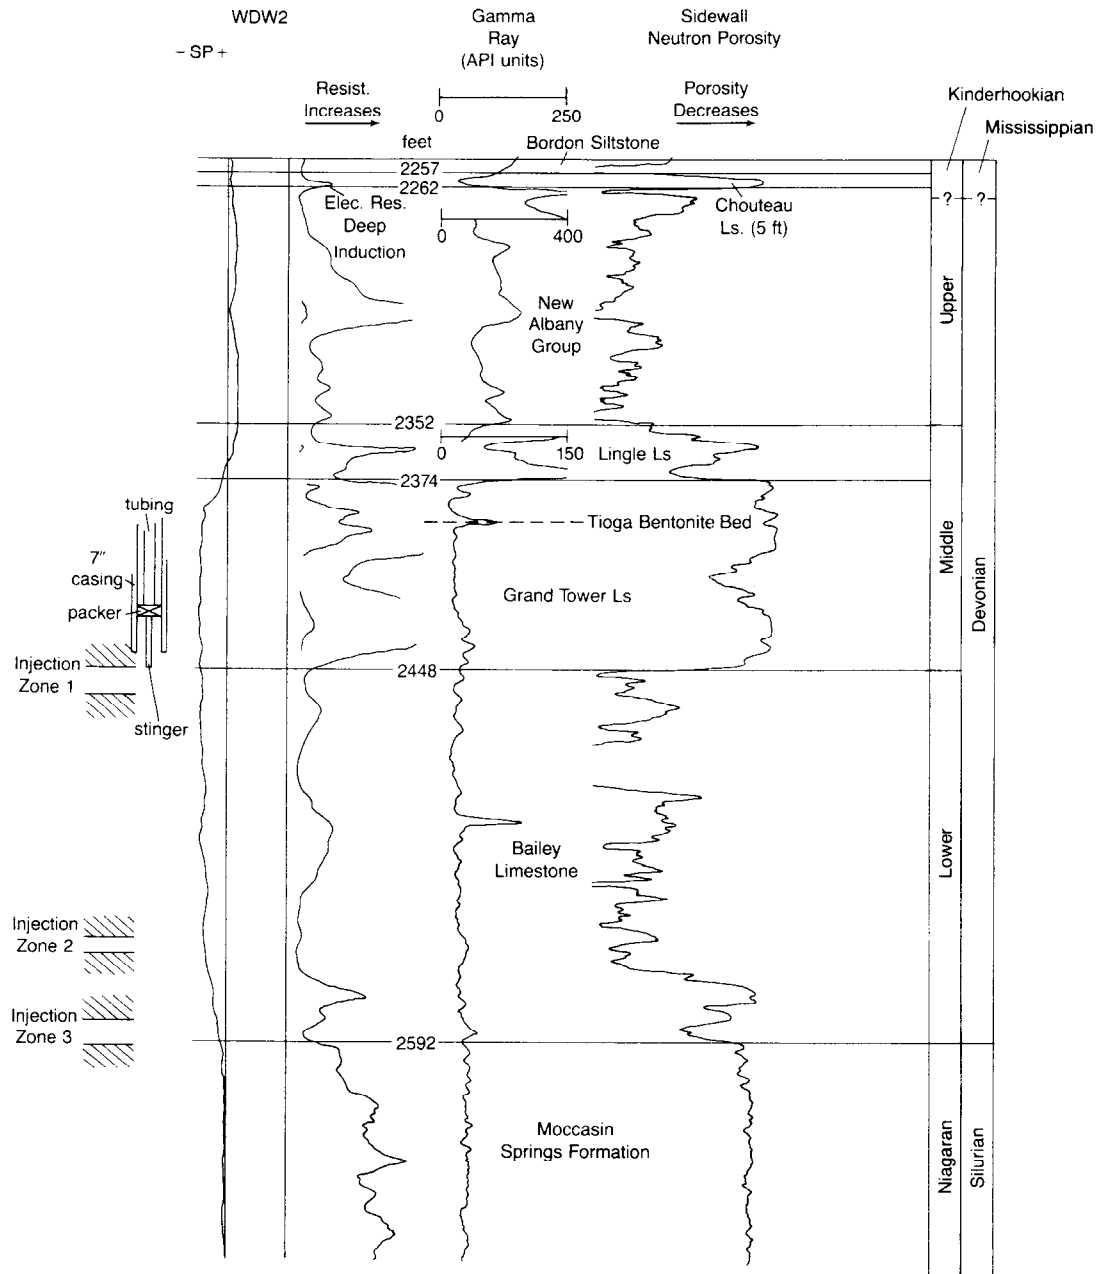 WDW2
Gamma
Ray
(API units)
Sidewall
Neutron Porosity
– SP +
Resist.
Increases
0
250
Porosity
Decreases
Kinderhookian
Mississippian
feet
Bordon Siltstone
2257
2262
Elec. Res.
Deep
Induction
0
400
Chouteau
Ls. (5 ft)
?
?
New
Albany
Group
Upper
2352
0
150
Lingle Ls
2374
tubing
7"
casing
packer
Tioga Bentonite Bed
Grand Tower Ls
Middle
Devonian
Injection
Zone 1
stinger
2448
Bailey
Limestone
Lower
Injection
Zone 2
Injection
Zone 3
2592
Moccasin
Springs Formation
Niagaran
Silurian